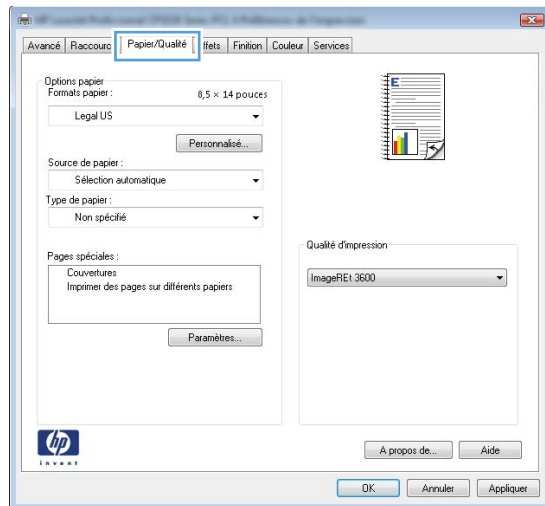 Avancé Raccourc Papier/Qualité ffets Finition Couleur Services
Options papier
Formats papier :
8,5 × 14 pouces
Legal US
Personnalisé...
Source de papier :
Sélection automatique
Type de papier :
Non spécifié
Pages spéciales :
Couvertures
Imprimer des pages sur différents papiers
Paramètres...
E
Qualité d'impression
ImageREt 3600
hp
invent
A propos de... Aide
OK Annuler Appliquer